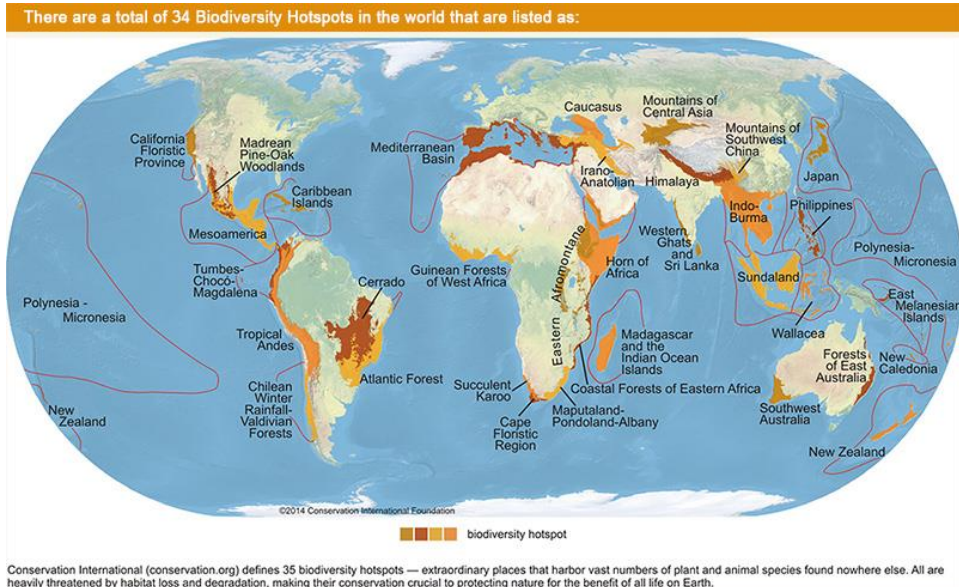 There are a total of 34 Biodiversity Hotspots in the world that are listed as:
California
Floristic
Province
Madrean
Pine-Oak
Woodlands
Caribbean
Islands
Mesoamerica
Tumbes-
Chocó-
Magdalena
Polynesia -
Micronesia
Tropical
Andes
Cerrado
Atlantic Forest
Chilean
Winter
Rainfall-
Valdivian
Forests
New
Zealand
Mediterranean
Basin
Caucasus
Mountains of
Central Asia
Mountains of
Southwest
China
Irano-
Anatolian
Himalaya
Japan
Indo-
Burma
Philippines
Western
Ghats
and
Sri Lanka
Polynesia-
Micronesia
Guinean Forests
of West Africa
Eastern Afromontane
Horn of
Africa
Sundaland
Wallacea
East
Melanesian
Islands
Madagascar
and the
Indian Ocean
Islands
Coastal Forests of Eastern Africa
Succulent
Karoo
Cape
Floristic
Region
Maputaland-
Pondoland-Albany
Forests
of East
Australia
New
Caledonia
Southwest
Australia
New Zealand
©2014 Conservation International Foundation
biodiversity hotspot
Conservation International (conservation.org) defines 35 biodiversity hotspots — extraordinary places that harbor vast numbers of plant and animal species found nowhere else. All are
heavily threatened by habitat loss and degradation, making their conservation crucial to protecting nature for the benefit of all life on Earth.